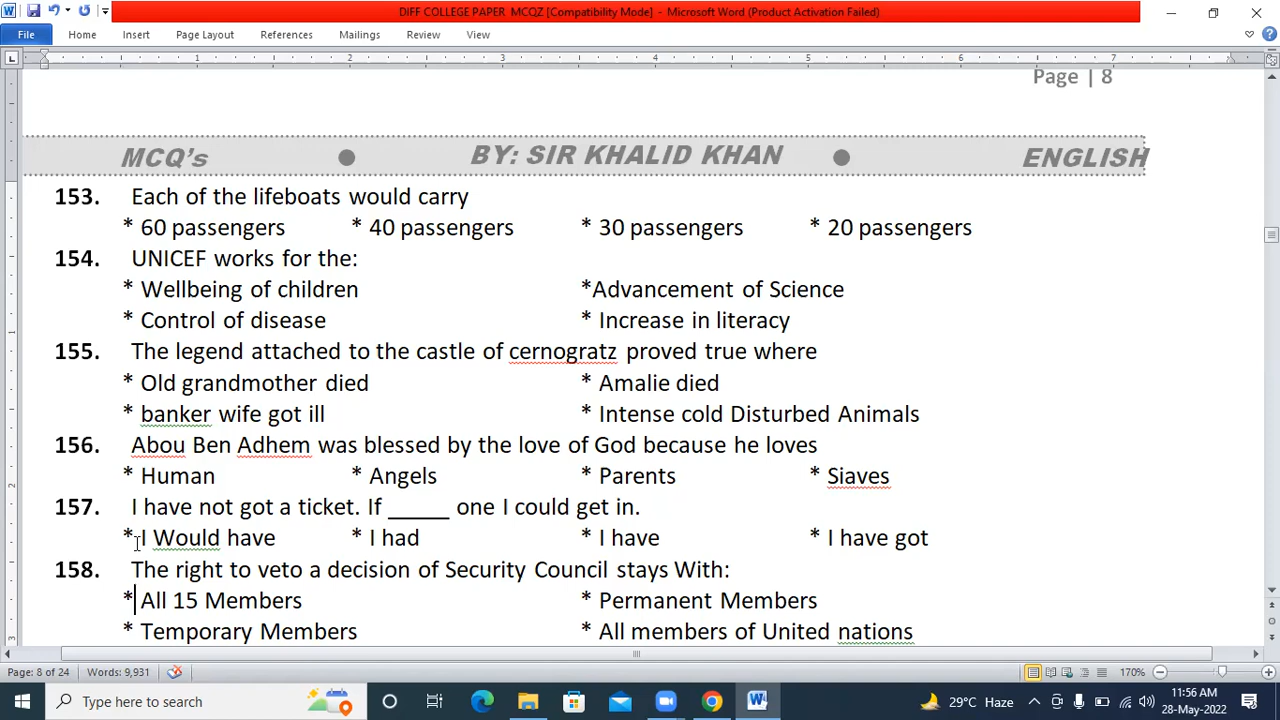 DIFF COLLEGE PAPER MCQZ [Compatibility Mode] - Microsoft Word (Product Activation Failed)
File Home Insert Page Layout References Mailings Review View
1 2 3 4 5 6 7
Page | 8
MCQ's ● BY: SIR KHALID KHAN ● ENGLISH
153. Each of the lifeboats would carry
* 60 passengers * 40 passengers * 30 passengers * 20 passengers
154. UNICEF works for the:
* Wellbeing of children *Advancement of Science
* Control of disease * Increase in literacy
155. The legend attached to the castle of cernogratz proved true where
* Old grandmother died * Amalie died
* banker wife got ill * Intense cold Disturbed Animals
156. Abou Ben Adhem was blessed by the love of God because he loves
* Human * Angels * Parents * Siaves
157. I have not got a ticket. If _____ one I could get in.
* I Would have * I had * I have * I have got
158. The right to veto a decision of Security Council stays With:
* All 15 Members * Permanent Members
* Temporary Members * All members of United nations
Page: 8 of 24 Words: 9,931 170%
Type here to search 29°C Haze 11:56 AM
28-May-2022